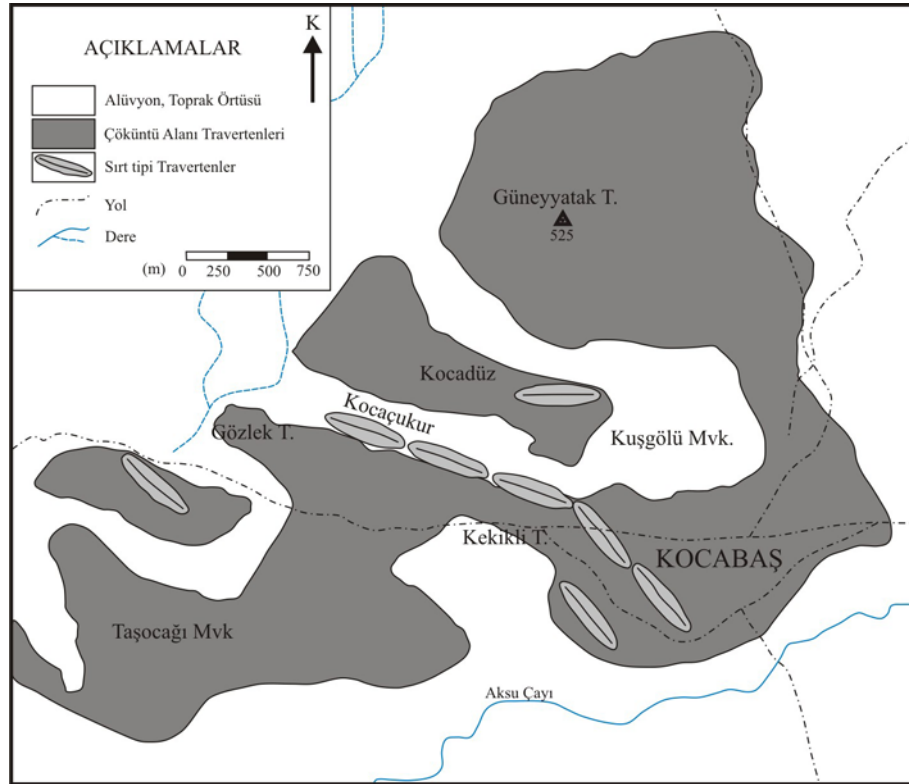 AÇIKLAMALAR
K
Alüvyon, Toprak Örtüsü
Çöküntü Alanı Travertenleri
Sırt tipi Travertenler
Yol
Dere
(m) 0 250 500 750
Güneyyatak T.
525
Kocadüz
Kocaçukur
Gözlek T.
Kuşgölü Mvk.
Kekikli T.
KOCABAŞ
Taşocağı Mvk
Aksu Çayı